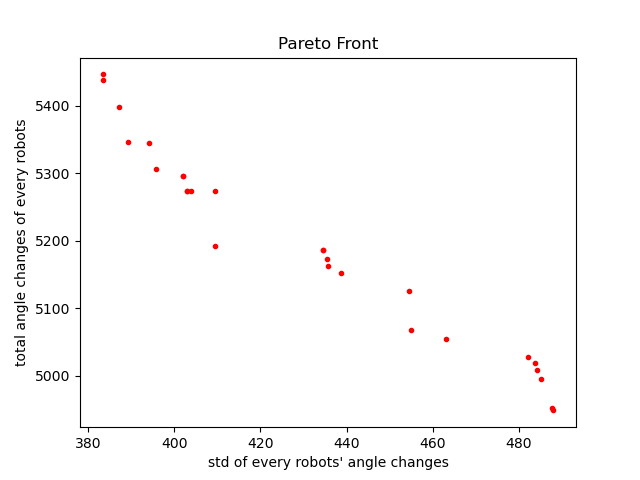 Pareto Front
5400
5300
5200
5100
5000
total angle changes of every robots
380 400 420 440 460 480
std of every robots' angle changes